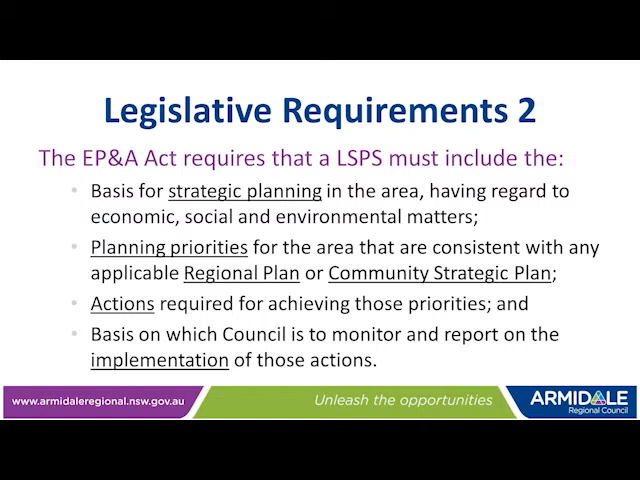 Legislative Requirements 2
The EP&A Act requires that a LSPS must include the:
• Basis for strategic planning in the area, having regard to
economic, social and environmental matters;
• Planning priorities for the area that are consistent with any
applicable Regional Plan or Community Strategic Plan;
• Actions required for achieving those priorities; and
• Basis on which Council is to monitor and report on the
implementation of those actions.
www.armidaleregional.nsw.gov.au
Unleash the opportunities
ARMIDALE
Regional Council